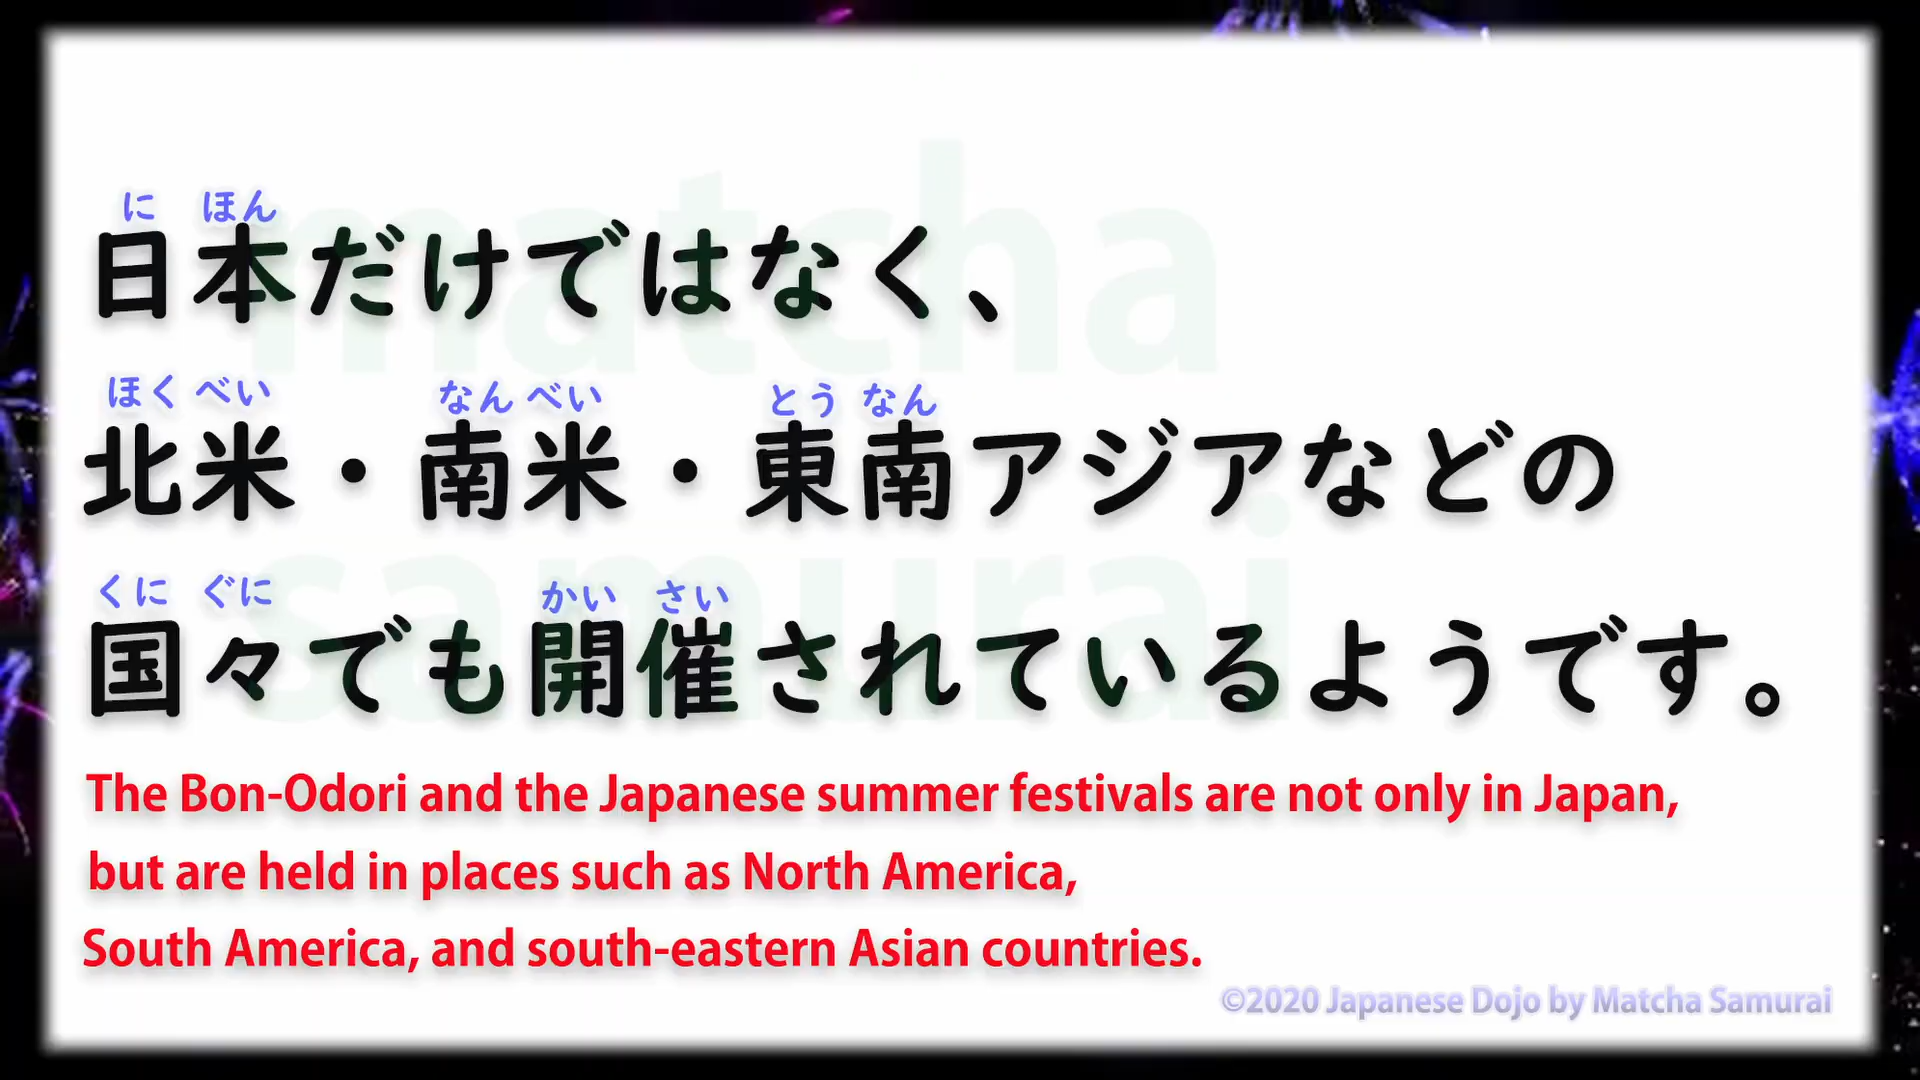 に ほん
日本だけではなく、
ほく べい なん べい とう なん
北米・南米・東南アジアなどの
くに ぐに かい さい
国々でも開催されているようです。
The Bon-Odori and the Japanese summer festivals are not only in Japan,
but are held in places such as North America,
South America, and south-eastern Asian countries.
©2020 Japanese Dojo by Matcha Samurai
matcha
samurai